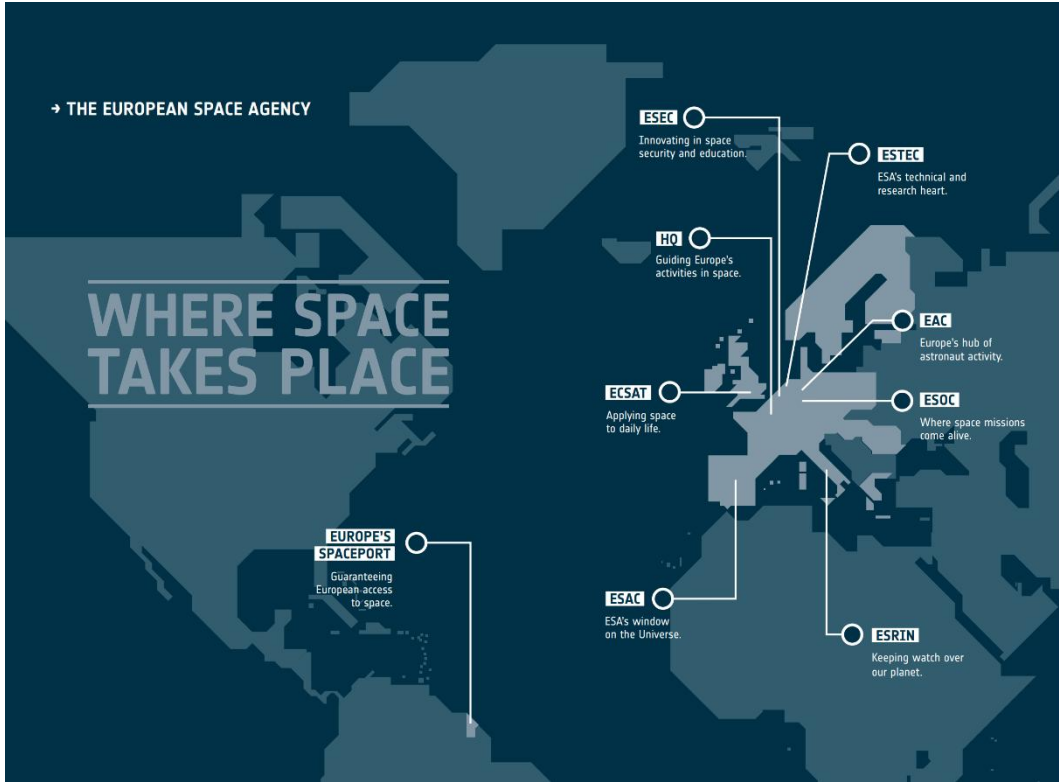 → THE EUROPEAN SPACE AGENCY
WHERE SPACE
TAKES PLACE
ESEC
Innovating in space
security and education.
ESTEC
ESA's technical and
research heart.
HQ
Guiding Europe's
activities in space.
EAC
Europe's hub of
astronaut activity.
ECSAT
Applying space
to daily life.
ESOC
Where space missions
come alive.
EUROPE'S
SPACEPORT
Guaranteeing
European access
to space.
ESAC
ESA's window
on the Universe.
ESRIN
Keeping watch over
our planet.